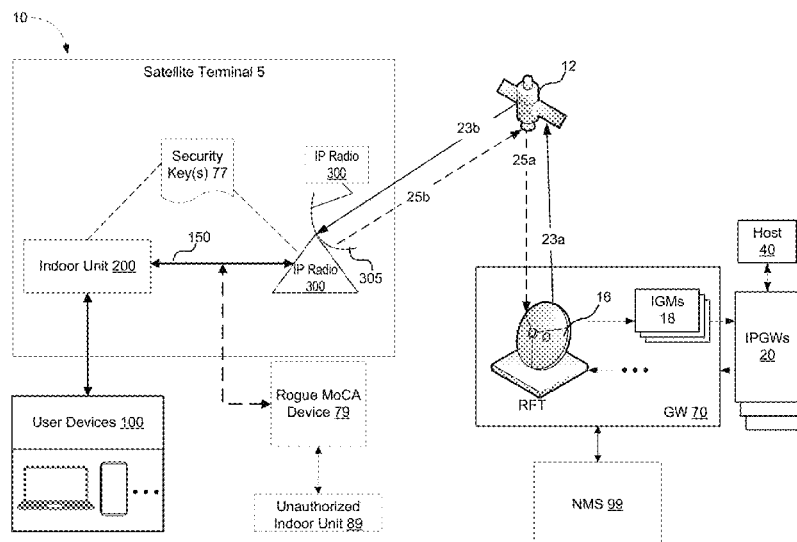 10
Satellite Terminal 5
12
Security
Key(s) 77
IP Radio
300
23b
25b
25a
23a
150
Indoor Unit 200
IP Radio
300
305
Host
40
16
IGMs
18
IPGWs
20
Rogue MoCA
Device 79
RFT
GW 70
User Devices 100
Unauthorized
Indoor Unit 89
NMS 99